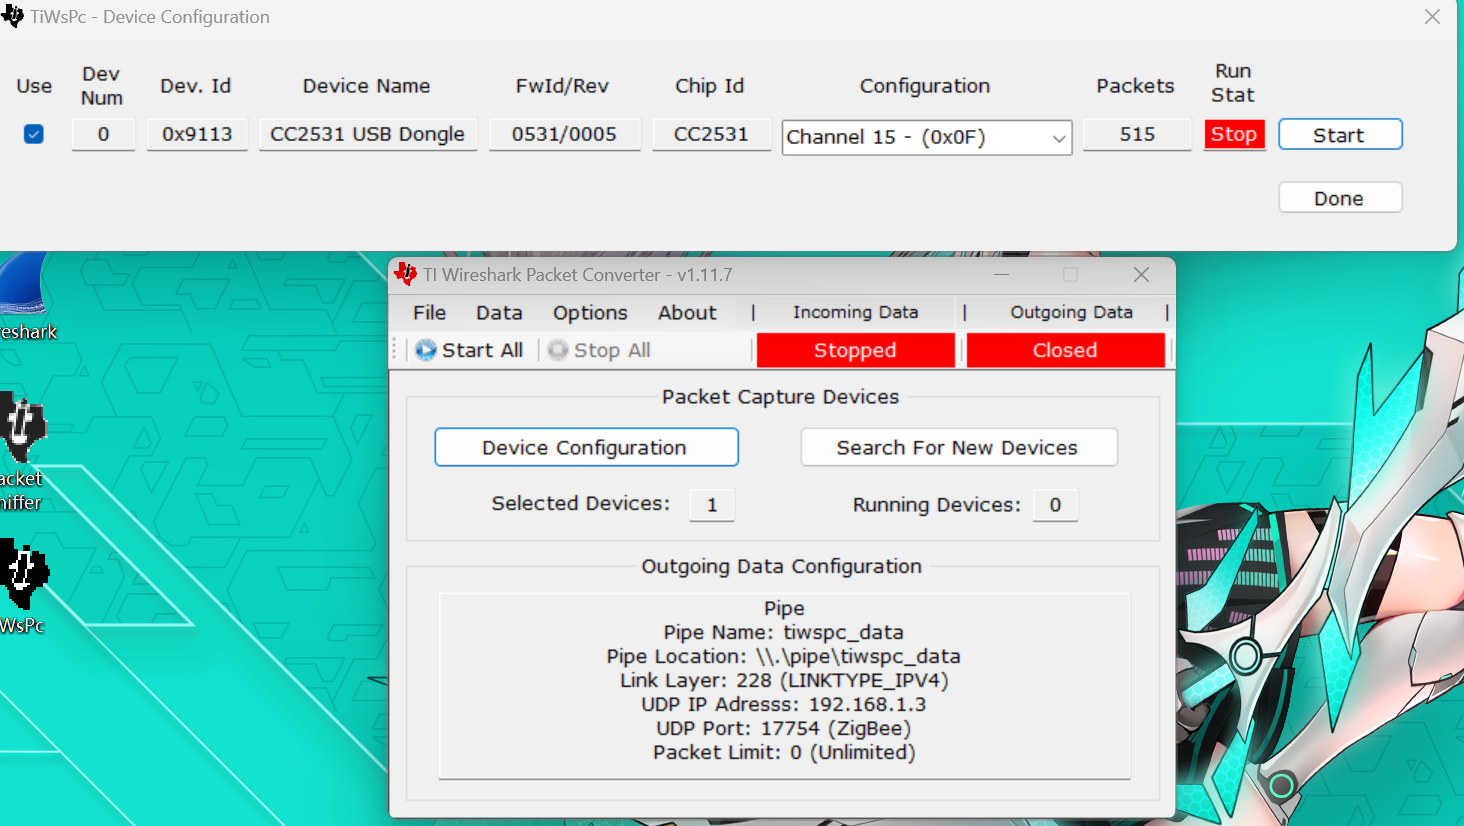 TiWsPc - Device Configuration
Use
Dev Num
Dev. Id
Device Name
FwId/Rev
Chip Id
Configuration
Packets
Run Stat
0
0x9113
CC2531 USB Dongle
0531/0005
CC2531
Channel 15 - (0x0F)
515
Stop
Start
Done
TI Wireshark Packet Converter - v1.11.7
File
Data
Options
About
|
Incoming Data
|
Outgoing Data
|
Start All
Stop All
Stopped
Closed
Packet Capture Devices
Device Configuration
Search For New Devices
Selected Devices:
1
Running Devices:
0
Outgoing Data Configuration
Pipe
Pipe Name: tiwspc_data
Pipe Location: \\.\pipe\tiwspc_data
Link Layer: 228 (LINKTYPE_IPV4)
UDP IP Adresss: 192.168.1.3
UDP Port: 17754 (ZigBee)
Packet Limit: 0 (Unlimited)
eshark
acket
niffer
WsPc